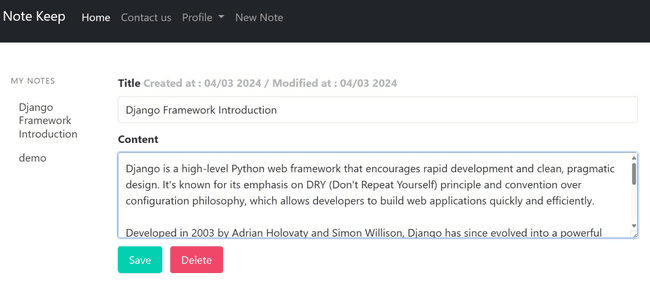 Note Keep Home Contact us Profile New Note
MY NOTES
Django
Framework
Introduction
demo
Title Created at : 04/03 2024 / Modified at : 04/03 2024
Django Framework Introduction
Content
Django is a high-level Python web framework that encourages rapid development and clean, pragmatic
design. It's known for its emphasis on DRY (Don't Repeat Yourself) principle and convention over
configuration philosophy, which allows developers to build web applications quickly and efficiently.
Developed in 2003 by Adrian Holovaty and Simon Willison, Django has since evolved into a powerful
Save Delete